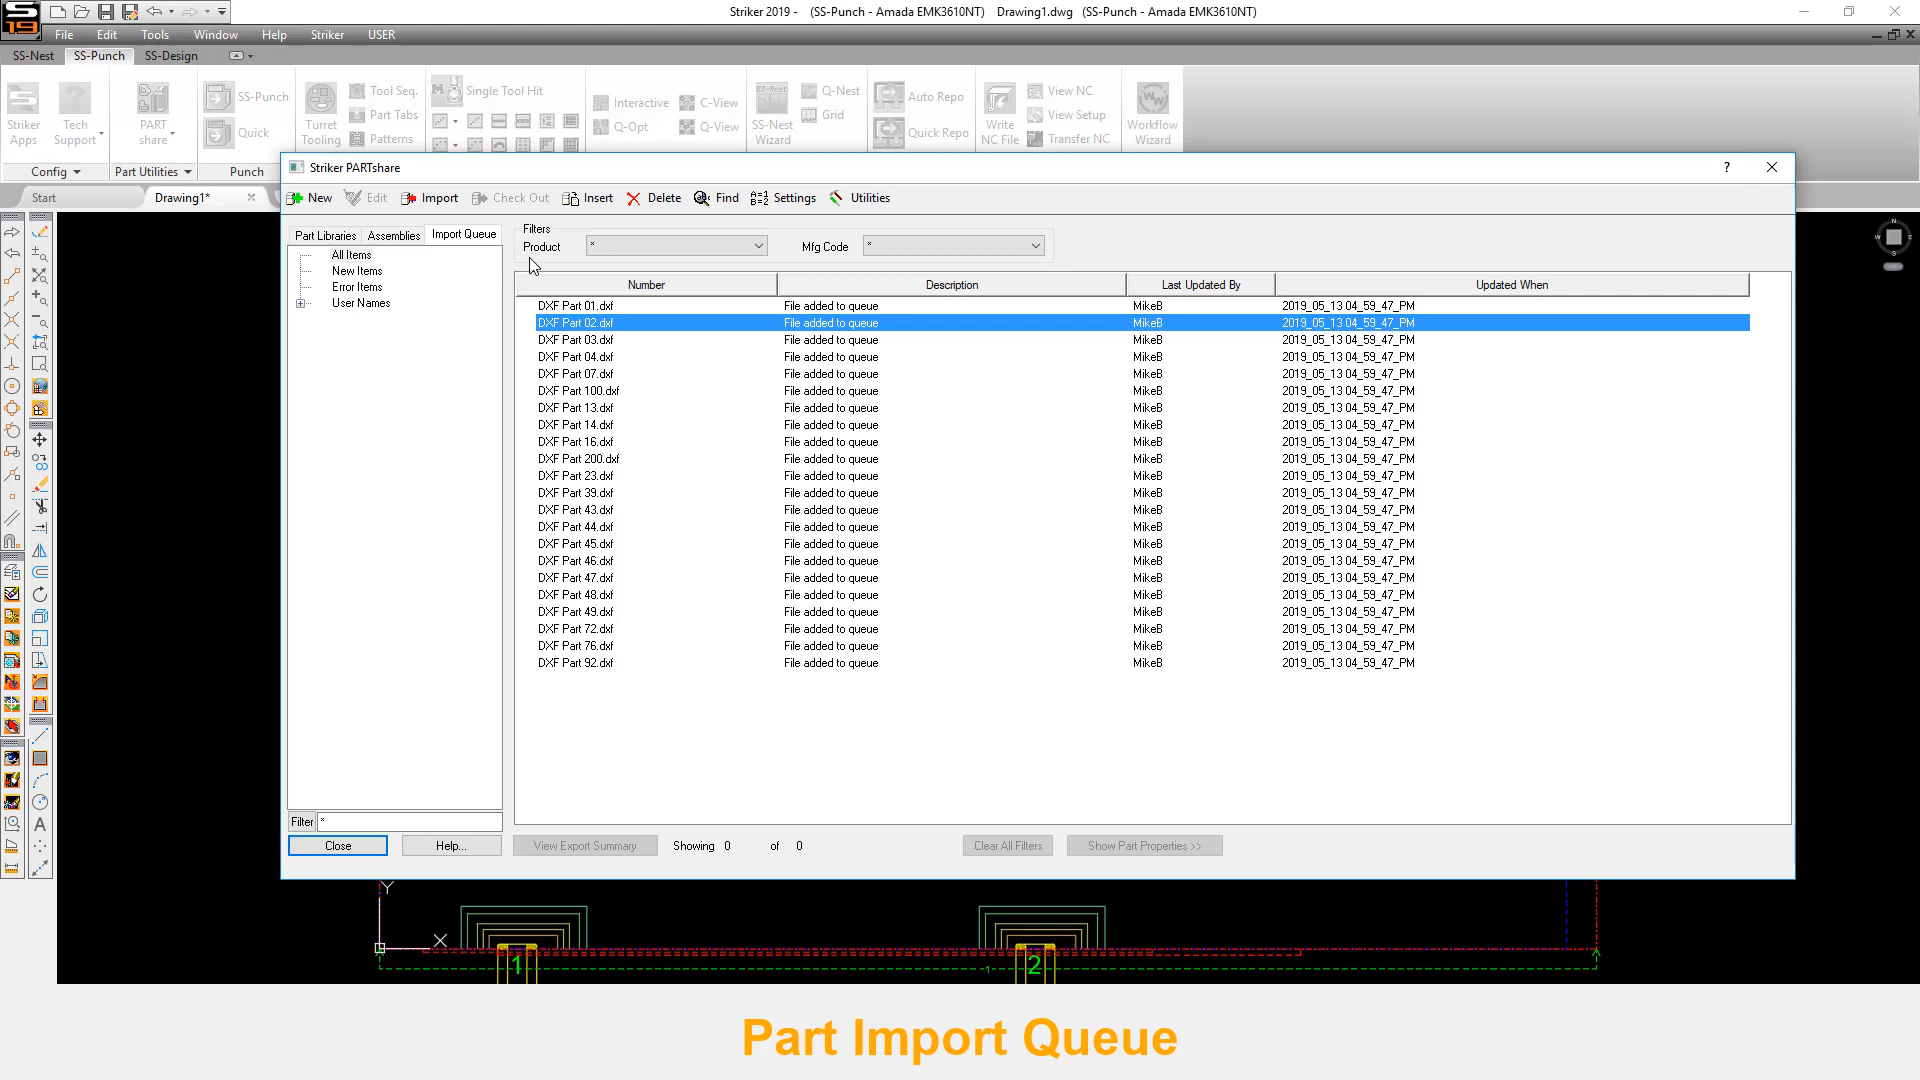 Striker 2019 - (SS-Punch - Amada EMK3610NT) Drawing1.dwg (SS-Punch - Amada EMK3610NT)
S
19
File Edit Tools Window Help Striker USER
SS-Nest SS-Punch SS-Design
Striker Apps
Tech Support
PART share
SS-Punch
Quick
Turret Tooling
Tool Seq.
Part Tabs
Patterns
Single Tool Hit
Interactive
Q-Opt
C-View
Q-View
SS-Nest
SS-Nest Wizard
Q-Nest
Grid
Auto Repo
Quick Repo
Write NC File
View NC
View Setup
Transfer NC
Workflow Wizard
Config Part Utilities Punch
Start Drawing1*
Striker PARTshare ?
New Edit Import Check Out Insert Delete Find Settings Utilities
Part Libraries Assemblies Import Queue
All Items
New Items
Error Items
User Names
Filters
Product * Mfg Code *
Number Description Last Updated By Updated When
DXF Part 01.dxf File added to queue MikeB 2019_05_13 04_59_47_PM
DXF Part 02.dxf File added to queue MikeB 2019_05_13 04_59_47_PM
DXF Part 03.dxf File added to queue MikeB 2019_05_13 04_59_47_PM
DXF Part 04.dxf File added to queue MikeB 2019_05_13 04_59_47_PM
DXF Part 07.dxf File added to queue MikeB 2019_05_13 04_59_47_PM
DXF Part 100.dxf File added to queue MikeB 2019_05_13 04_59_47_PM
DXF Part 13.dxf File added to queue MikeB 2019_05_13 04_59_47_PM
DXF Part 14.dxf File added to queue MikeB 2019_05_13 04_59_47_PM
DXF Part 16.dxf File added to queue MikeB 2019_05_13 04_59_47_PM
DXF Part 200.dxf File added to queue MikeB 2019_05_13 04_59_47_PM
DXF Part 23.dxf File added to queue MikeB 2019_05_13 04_59_47_PM
DXF Part 39.dxf File added to queue MikeB 2019_05_13 04_59_47_PM
DXF Part 43.dxf File added to queue MikeB 2019_05_13 04_59_47_PM
DXF Part 44.dxf File added to queue MikeB 2019_05_13 04_59_47_PM
DXF Part 45.dxf File added to queue MikeB 2019_05_13 04_59_47_PM
DXF Part 46.dxf File added to queue MikeB 2019_05_13 04_59_47_PM
DXF Part 47.dxf File added to queue MikeB 2019_05_13 04_59_47_PM
DXF Part 48.dxf File added to queue MikeB 2019_05_13 04_59_47_PM
DXF Part 49.dxf File added to queue MikeB 2019_05_13 04_59_47_PM
DXF Part 72.dxf File added to queue MikeB 2019_05_13 04_59_47_PM
DXF Part 76.dxf File added to queue MikeB 2019_05_13 04_59_47_PM
DXF Part 92.dxf File added to queue MikeB 2019_05_13 04_59_47_PM
Filter *
Close Help... View Export Summary Showing 0 of 0 Clear All Filters Show Part Properties >>
Y
X
1 2
Part Import Queue